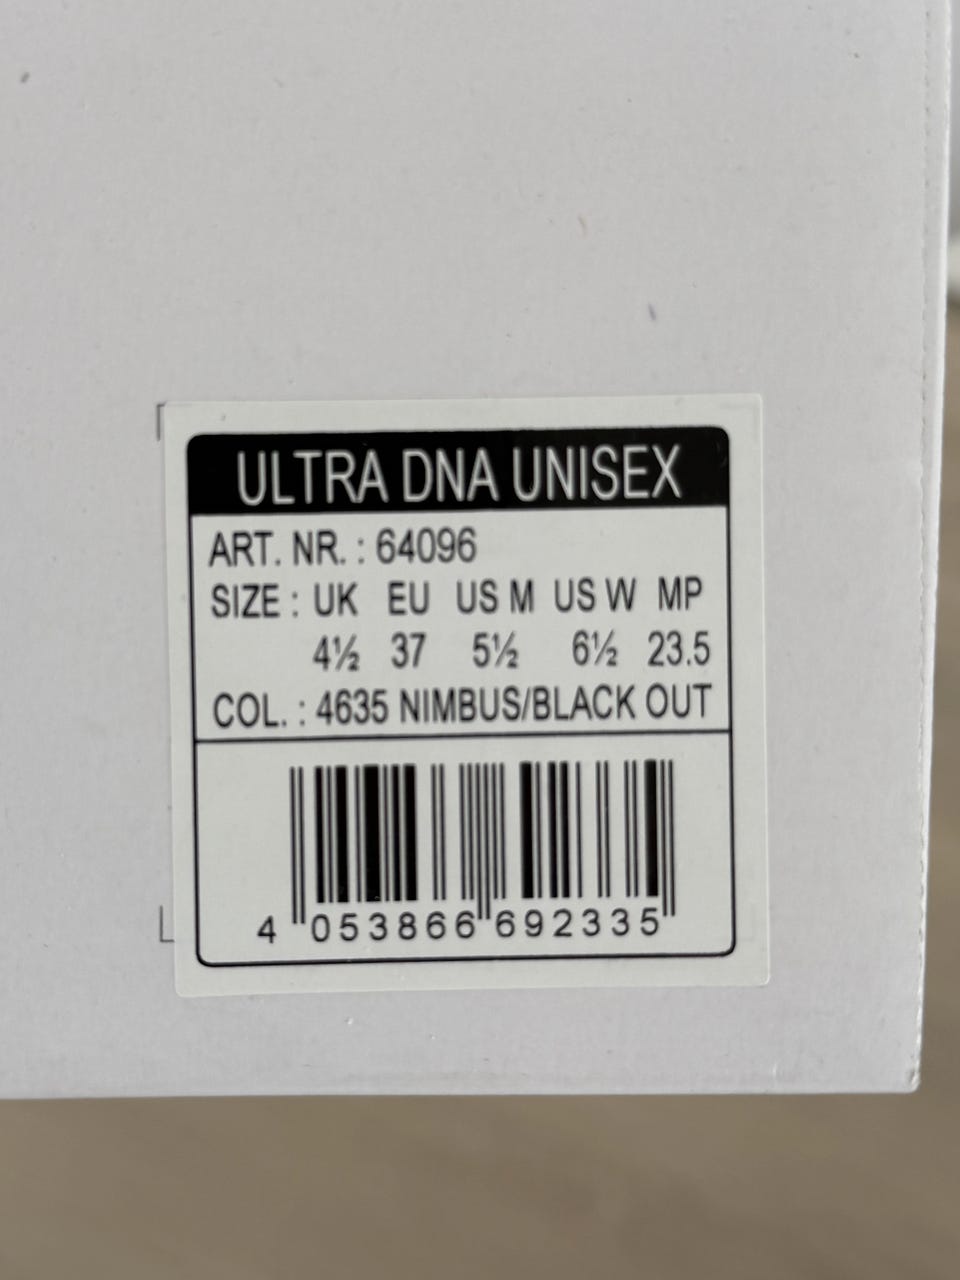 ULTRA DNA UNISEX
ART. NR. : 64096
SIZE : UK EU US M US W MP
4½ 37 5½ 6½ 23.5
COL. : 4635 NIMBUS/BLACK OUT
4 053866 692335